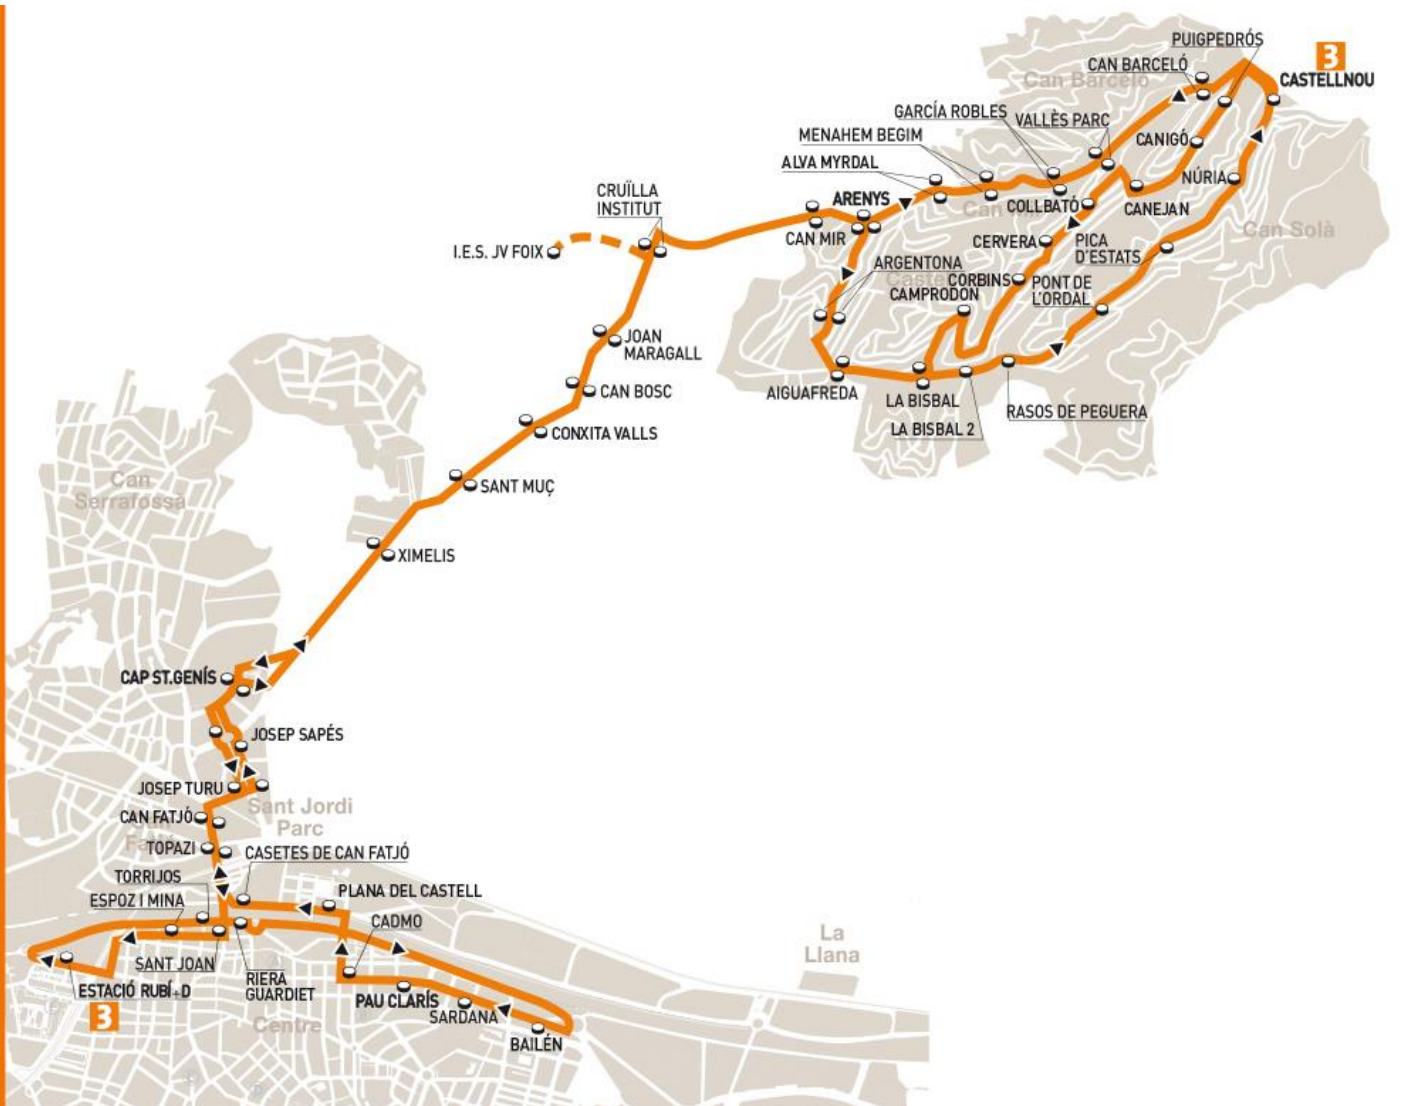 PUIGPEDRÓS
3
CAN BARCELÓ
CASTELLNOU
Can Barceló
GARCÍA ROBLES
VALLÈS PARC
MENAHEM BEGIM
CANIGÓ
ALVA MYRDAL
NÚRIA
CRUÏLLA
INSTITUT
ARENYS
COLLBATÓ
CANEJAN
Can Mir
CAN MIR
CERVERA
PICA
D'ESTATS
Can Solà
I.E.S. JV FOIX
ARGENTONA
CORBINS
PONT DE
L'ORDAL
CAMPRODON
JOAN
MARAGALL
AIGUAFREDA
CAN BOSC
LA BISBAL
RASOS DE PEGUERA
LA BISBAL 2
CONXITA VALLS
Can
Serrafossà
SANT MUÇ
XIMELIS
CAP ST.GENÍS
JOSEP SAPÉS
JOSEP TURU
Sant Jordi
Parc
CAN FATJÓ
TOPAZI
CASETES DE CAN FATJÓ
TORRIJOS
ESPOZ I MINA
PLANA DEL CASTELL
CADMO
La
Llana
SANT JOAN
RIERA
GUARDIET
ESTACIÓ RUBÍ+D
3
PAU CLARÍS
SARDANA
Centre
BAILÉN